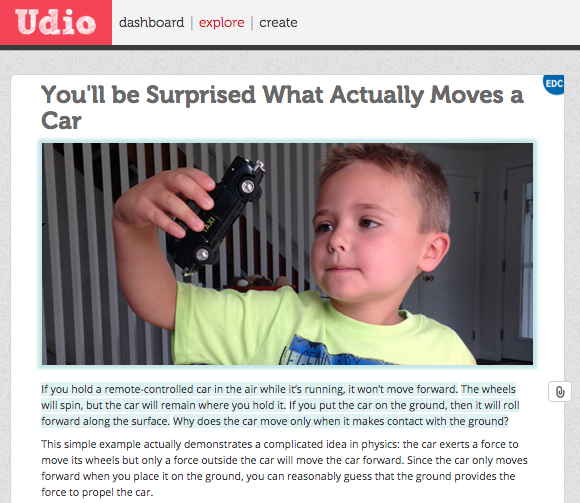 Udio
dashboard | explore | create
EDC
You'll be Surprised What Actually Moves a
Car
TAXI
If you hold a remote-controlled car in the air while it's running, it won't move forward. The wheels
will spin, but the car will remain where you hold it. If you put the car on the ground, then it will roll
forward along the surface. Why does the car move only when it makes contact with the ground?
This simple example actually demonstrates a complicated idea in physics: the car exerts a force to
move its wheels but only a force outside the car will move the car forward. Since the car only moves
forward when you place it on the ground, you can reasonably guess that the ground provides the
force to propel the car.